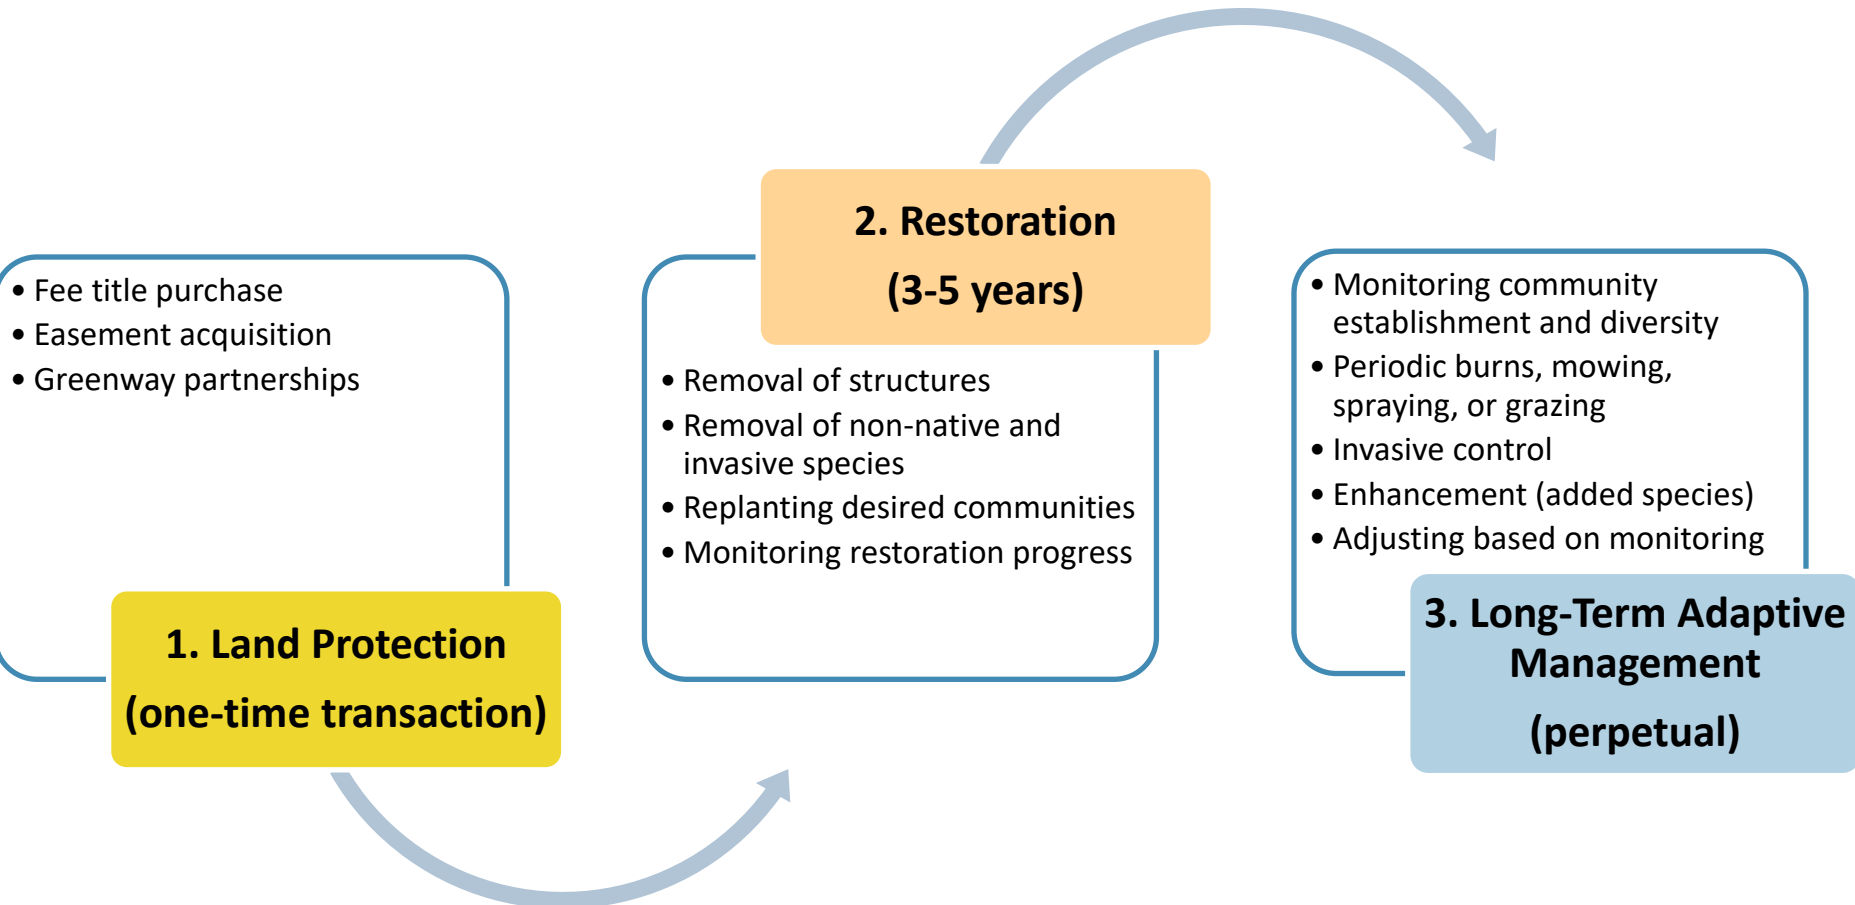 • Fee title purchase
• Easement acquisition
• Greenway partnerships
1. Land Protection
(one-time transaction)
2. Restoration
(3-5 years)
• Removal of structures
• Removal of non-native and
invasive species
• Replanting desired communities
• Monitoring restoration progress
• Monitoring community
establishment and diversity
• Periodic burns, mowing,
spraying, or grazing
• Invasive control
• Enhancement (added species)
• Adjusting based on monitoring
3. Long-Term Adaptive
Management
(perpetual)